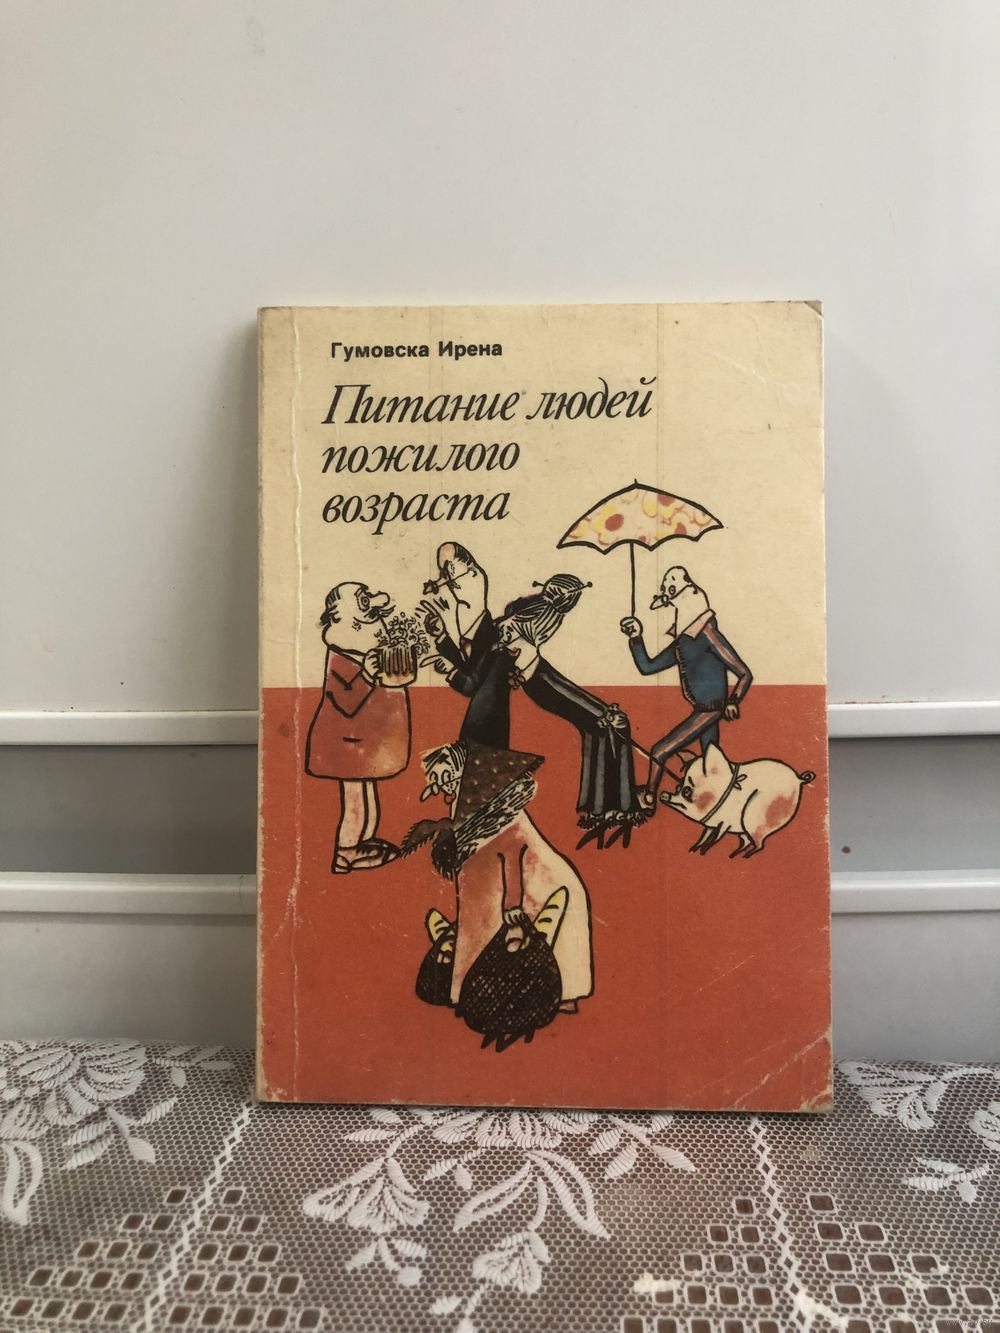 Гумовска Ирена
Питание людей
пожилого
возраста